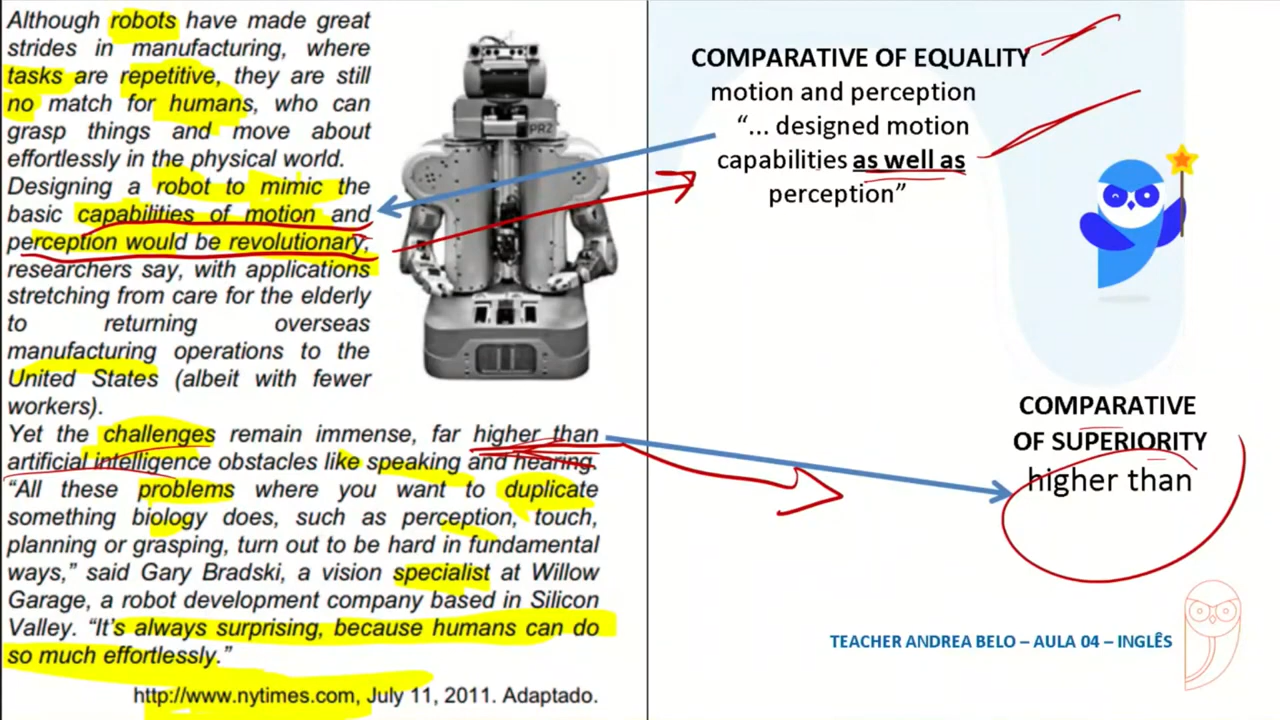 Although robots have made great
strides in manufacturing, where
tasks are repetitive, they are still
no match for humans, who can
grasp things and move about
effortlessly in the physical world.
Designing a robot to mimic the
basic capabilities of motion and
perception would be revolutionary,
researchers say, with applications
stretching from care for the elderly
to returning overseas
manufacturing operations to the
United States (albeit with fewer
workers).
Yet the challenges remain immense, far higher than
artificial intelligence obstacles like speaking and hearing.
“All these problems where you want to duplicate
something biology does, such as perception, touch,
planning or grasping, turn out to be hard in fundamental
ways,” said Gary Bradski, a vision specialist at Willow
Garage, a robot development company based in Silicon
Valley. “It’s always surprising, because humans can do
so much effortlessly.”
http://www.nytimes.com, July 11, 2011. Adaptado.
PR2
COMPARATIVE OF EQUALITY
motion and perception
“... designed motion
capabilities as well as
perception”
COMPARATIVE
OF SUPERIORITY
higher than
TEACHER ANDREA BELO – AULA 04 – INGLÊS